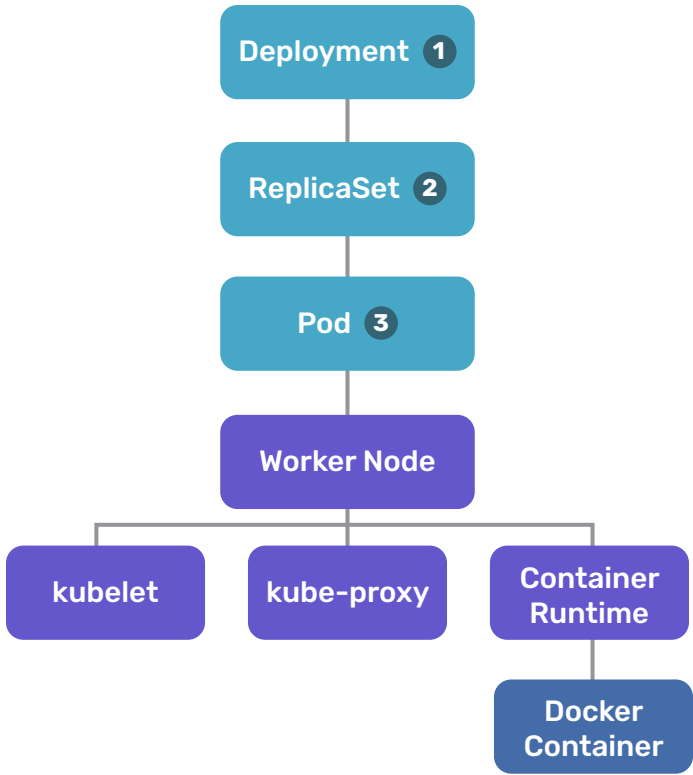 Deployment 1
ReplicaSet 2
Pod 3
Worker Node
kubelet
kube-proxy
Container
Runtime
Docker
Container